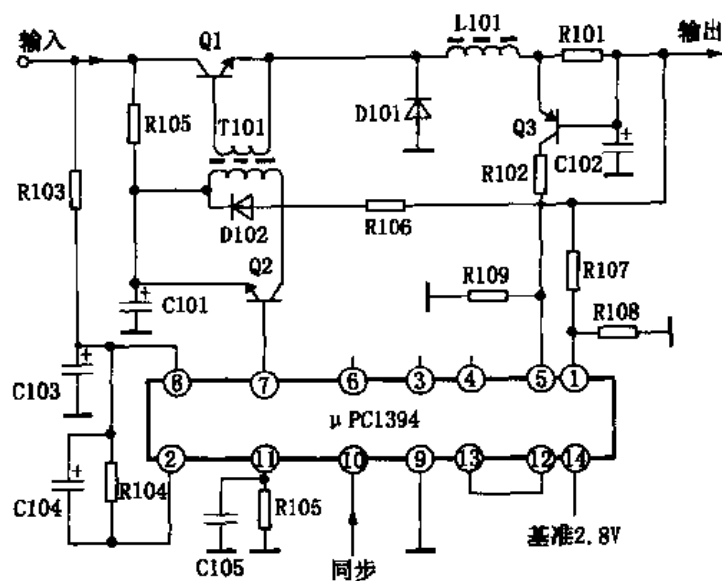 输入
Q1
L101
R101
输出
R105
T101
D101
Q3
C102
R103
R102
D102
R106
Q2
R107
R109
C101
R108
C103
8
7
6
3
4
5
1
μPC1394
2
11
10
9
13
12
14
C104
R104
R105
C105
同步
基准2.8V